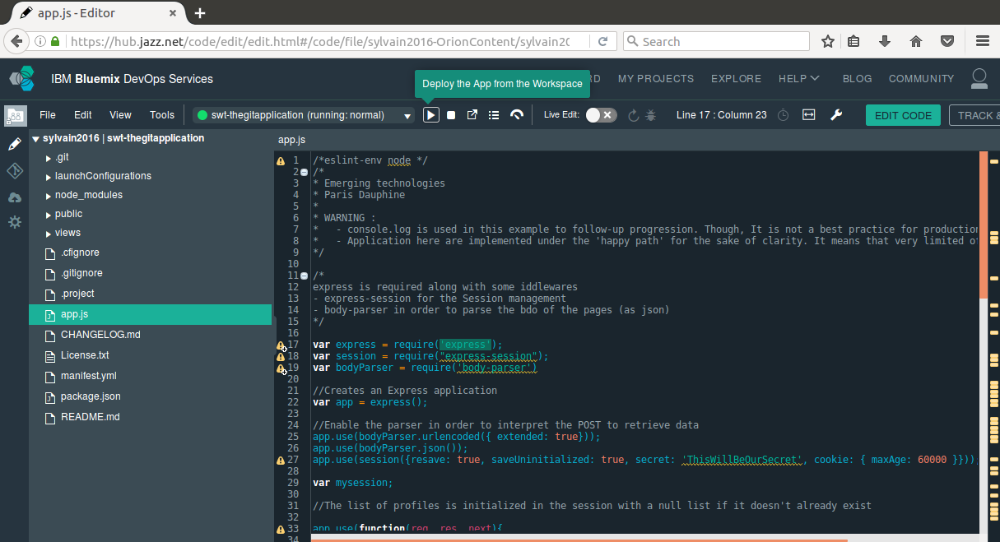 app.js - Editor
https://hub.jazz.net/code/edit/edit.html#/code/file/sylvain2016-OrionContent/sylvain20
Search
IBM Bluemix DevOps Services
Deploy the App from the Workspace
MY PROJECTS EXPLORE HELP BLOG COMMUNITY
File Edit View Tools swt-thegitapplication (running: normal) Live Edit: Line 17 : Column 23 EDIT CODE TRACK &
sylvain2016 | swt-thegitapplication
.git
launchConfigurations
node_modules
public
views
.cfignore
.gitignore
.project
app.js
CHANGELOG.md
License.txt
manifest.yml
package.json
README.md
app.js
1 /*eslint-env node */
2 /*
3 * Emerging technologies
4 * Paris Dauphine
5 *
6 * WARNING :
7 *   - console.log is used in this example to follow-up progression. Though, It is not a best practice for production
8 *   - Application here are implemented under the 'happy path' for the sake of clarity. It means that very limited
9 */
10
11 /*
12 express is required along with some iddlewares
13 - express-session for the Session management
14 - body-parser in order to parse the bdo of the pages (as json)
15 */
16
17 var express = require('express');
18 var session = require("express-session");
19 var bodyParser = require('body-parser')
20
21 //Creates an Express application
22 var app = express();
23
24 //Enable the parser in order to interpret the POST to retrieve data
25 app.use(bodyParser.urlencoded({ extended: true}));
26 app.use(bodyParser.json());
27 app.use(session({resave: true, saveUninitialized: true, secret: 'ThisWillBeOurSecret', cookie: { maxAge: 60000 }}));
28
29 var mysession;
30
31 //The list of profiles is initialized in the session with a null list if it doesn't already exist
32
33 app.use(function(req, res, next){
34